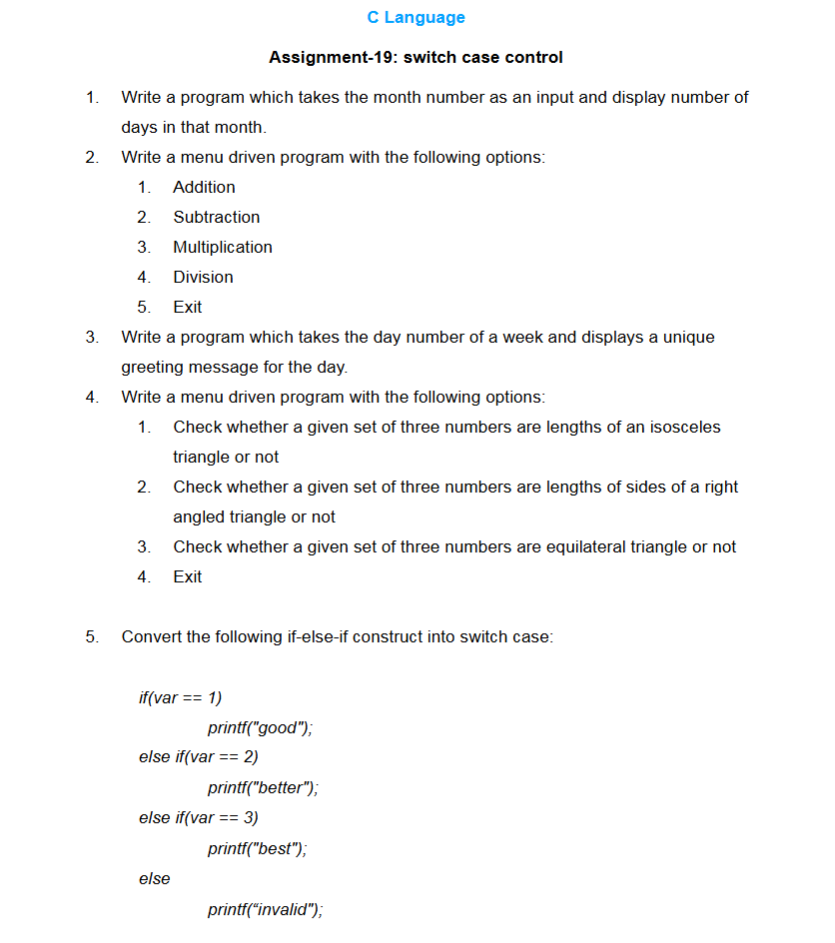 C Language
Assignment-19: switch case control
1. Write a program which takes the month number as an input and display number of
days in that month.
2. Write a menu driven program with the following options:
1. Addition
2. Subtraction
3. Multiplication
4. Division
5. Exit
3. Write a program which takes the day number of a week and displays a unique
greeting message for the day.
4. Write a menu driven program with the following options:
1. Check whether a given set of three numbers are lengths of an isosceles
triangle or not
2. Check whether a given set of three numbers are lengths of sides of a right
angled triangle or not
3. Check whether a given set of three numbers are equilateral triangle or not
4. Exit
5. Convert the following if-else-if construct into switch case:
if(var == 1)
printf("good");
else if(var == 2)
printf("better");
else if(var == 3)
printf("best");
else
printf(“invalid");